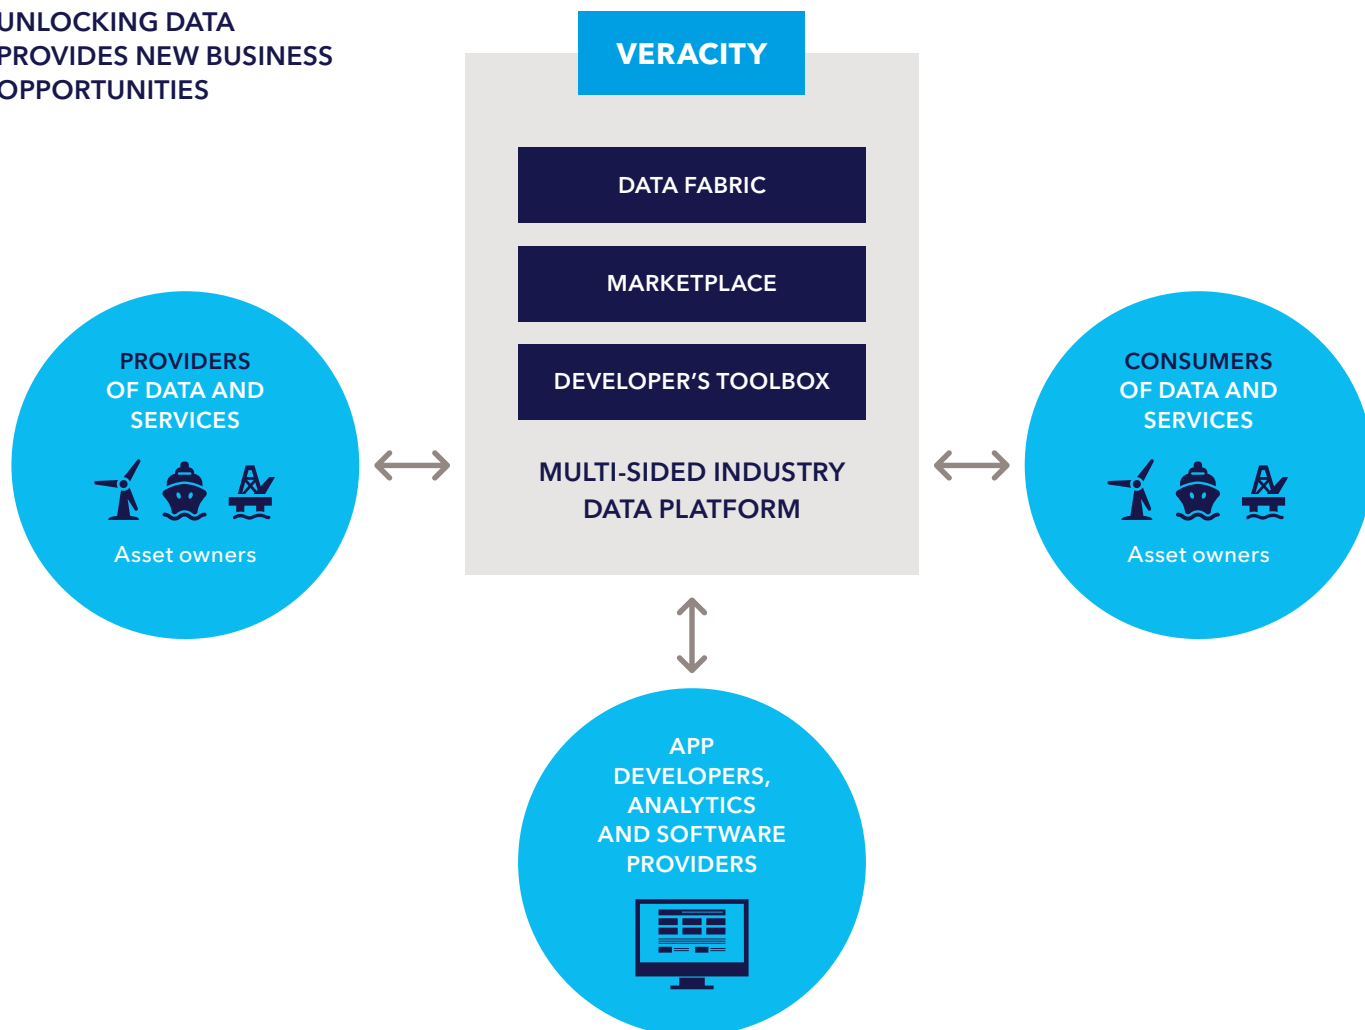 UNLOCKING DATA
PROVIDES NEW BUSINESS
OPPORTUNITIES
VERACITY
DATA FABRIC
MARKETPLACE
DEVELOPER'S TOOLBOX
MULTI-SIDED INDUSTRY
DATA PLATFORM
PROVIDERS
OF DATA AND
SERVICES
Asset owners
CONSUMERS
OF DATA AND
SERVICES
Asset owners
APP
DEVELOPERS,
ANALYTICS
AND SOFTWARE
PROVIDERS